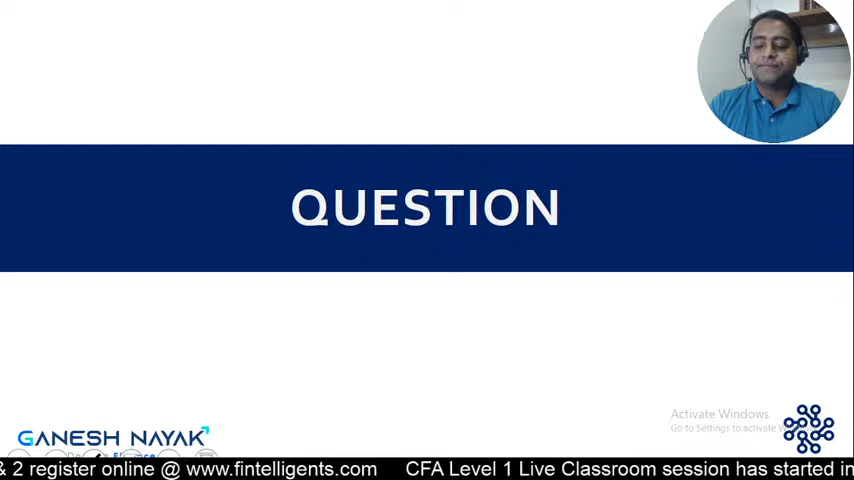 QUESTION
Activate Windows
Go to Settings to activate
GANESH NAYAK
& 2 register online @ www.fintelligents.com CFA Level 1 Live Classroom session has started in